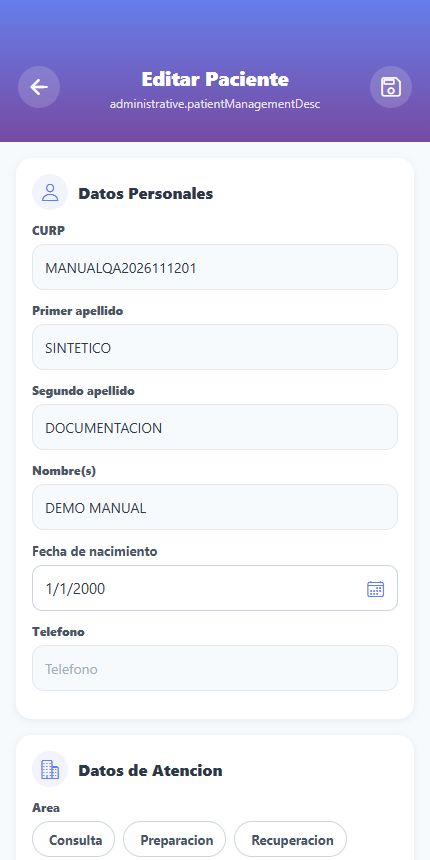 Editar Paciente
administrative.patientManagementDesc
Datos Personales
CURP
MANUALQA2026111201
Primer apellido
SINTETICO
Segundo apellido
DOCUMENTACION
Nombre(s)
DEMO MANUAL
Fecha de nacimiento
1/1/2000
Telefono
Telefono
Datos de Atencion
Area
Consulta Preparacion Recuperacion